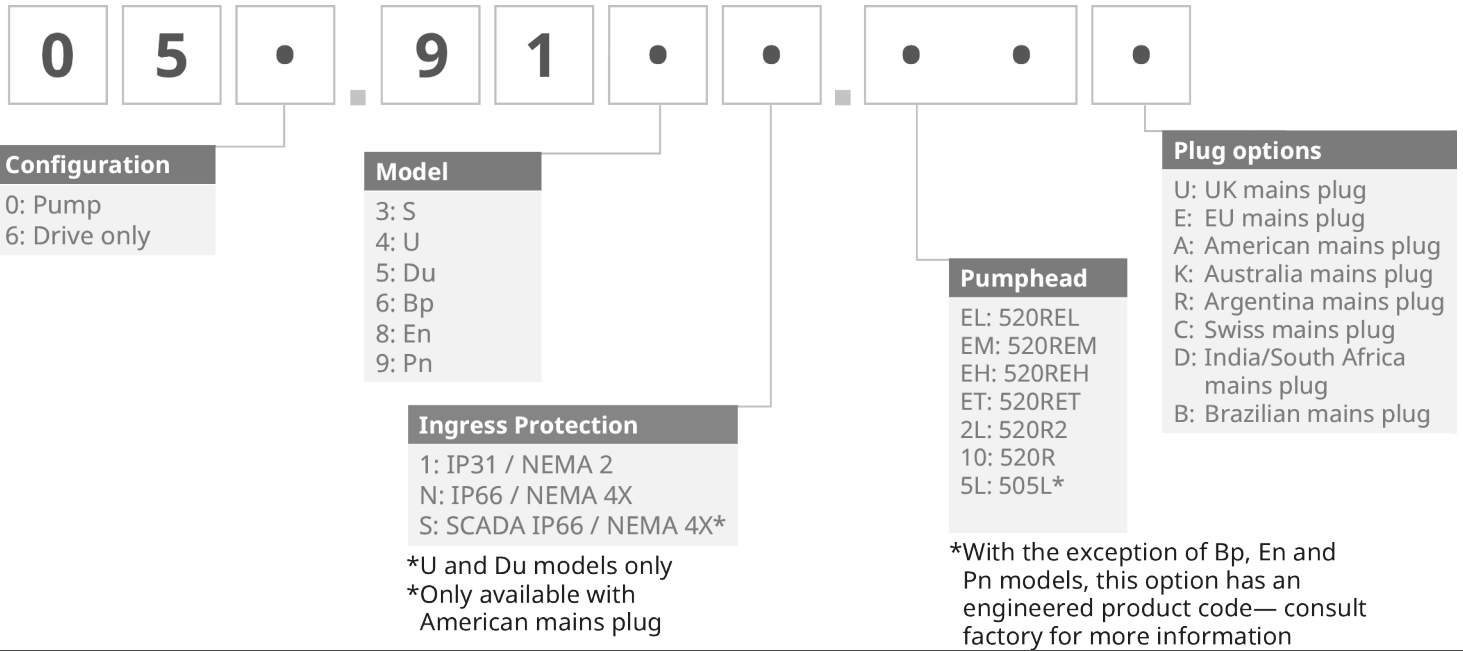 0 5 • . 9 1 • • . • • •
Configuration
0: Pump
6: Drive only
Model
3: S
4: U
5: Du
6: Bp
8: En
9: Pn
Ingress Protection
1: IP31 / NEMA 2
N: IP66 / NEMA 4X
S: SCADA IP66 / NEMA 4X*
*U and Du models only
*Only available with
American mains plug
Pumphead
EL: 520REL
EM: 520REM
EH: 520REH
ET: 520RET
2L: 520R2
10: 520R
5L: 505L*
*With the exception of Bp, En and
Pn models, this option has an
engineered product code— consult
factory for more information
Plug options
U: UK mains plug
E: EU mains plug
A: American mains plug
K: Australia mains plug
R: Argentina mains plug
C: Swiss mains plug
D: India/South Africa
mains plug
B: Brazilian mains plug